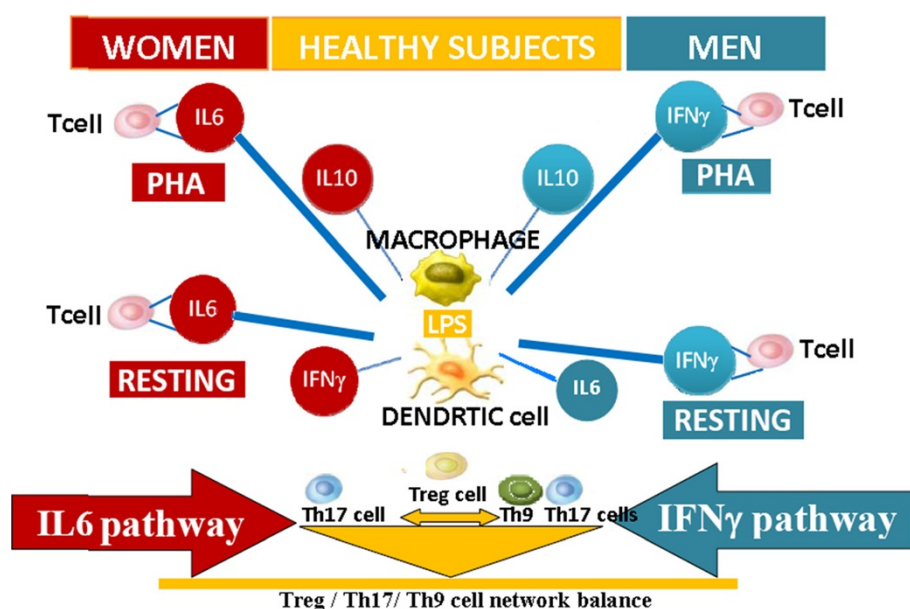 WOMEN HEALTHY SUBJECTS MEN
Tcell IL6 IFNγ Tcell
PHA IL10 IL10 PHA
MACROPHAGE
Tcell IL6 LPS IFNγ Tcell
RESTING IFNγ IL6 RESTING
DENDRTIC cell
Treg cell
Th17 cell Th9 Th17 cells
IL6 pathway IFNγ pathway
Treg / Th17/ Th9 cell network balance